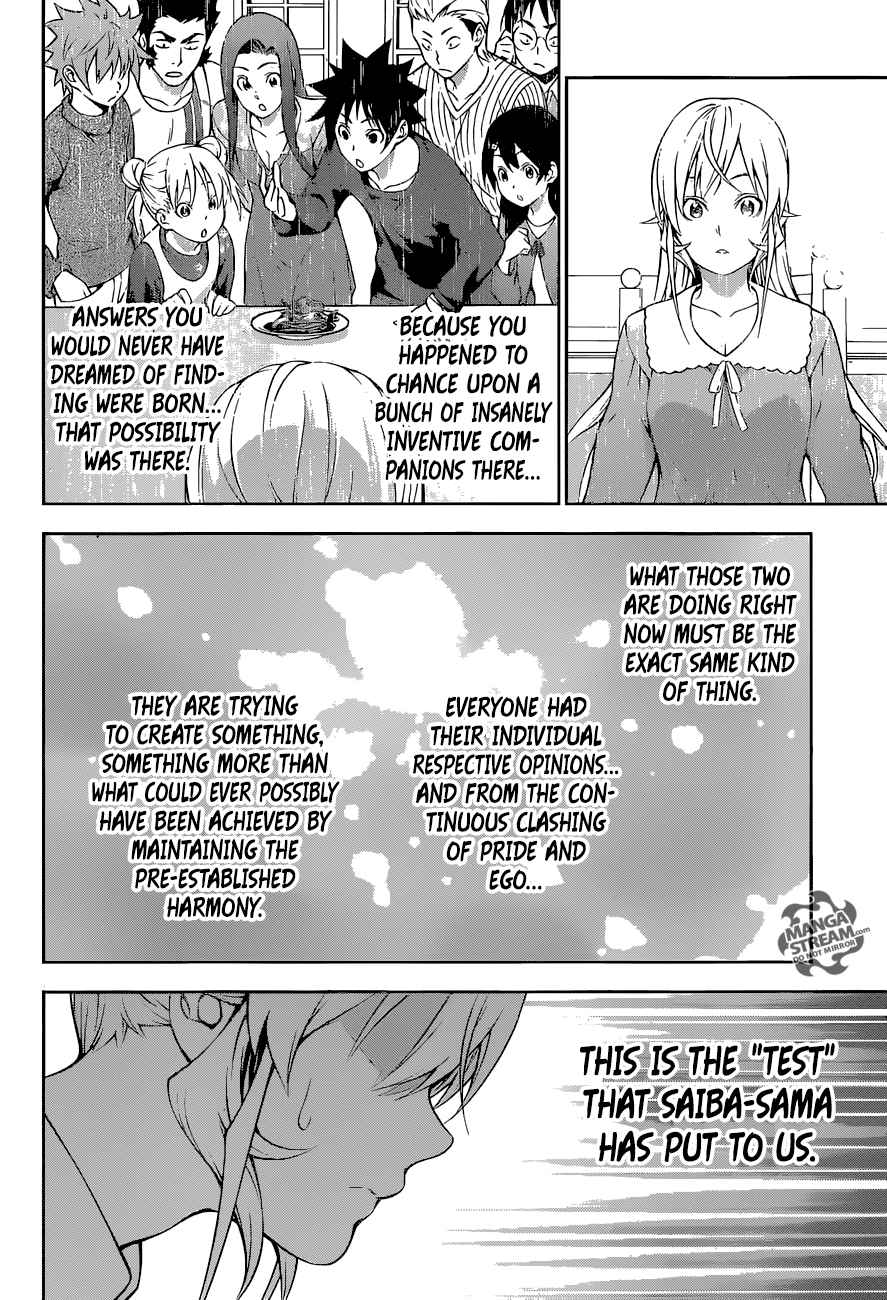 BECAUSE YOU
HAPPENED TO
CHANCE UPON A
BUNCH OF INSANELY
INVENTIVE COM-
PANIONS THERE...
ANSWERS YOU
WOULD NEVER HAVE
DREAMED OF FIND-
ING WERE BORN...
THAT POSSIBILITY
WAS THERE!
WHAT THOSE TWO
ARE DOING RIGHT
NOW MUST BE THE
EXACT SAME KIND
OF THING.
EVERYONE HAD
THEIR INDIVIDUAL
RESPECTIVE OPINIONS...
AND FROM THE CON-
TINUOUS CLASHING
OF PRIDE AND
EGO...
THEY ARE TRYING
TO CREATE SOMETHING,
SOMETHING MORE THAN
WHAT COULD EVER POSSIBLY
HAVE BEEN ACHIEVED BY
MAINTAINING THE
PRE-ESTABLISHED
HARMONY.
MANGA
STREAM.com
DO NOT MIRROR
THIS IS THE "TEST"
THAT SAIBA-SAMA
HAS PUT TO US.